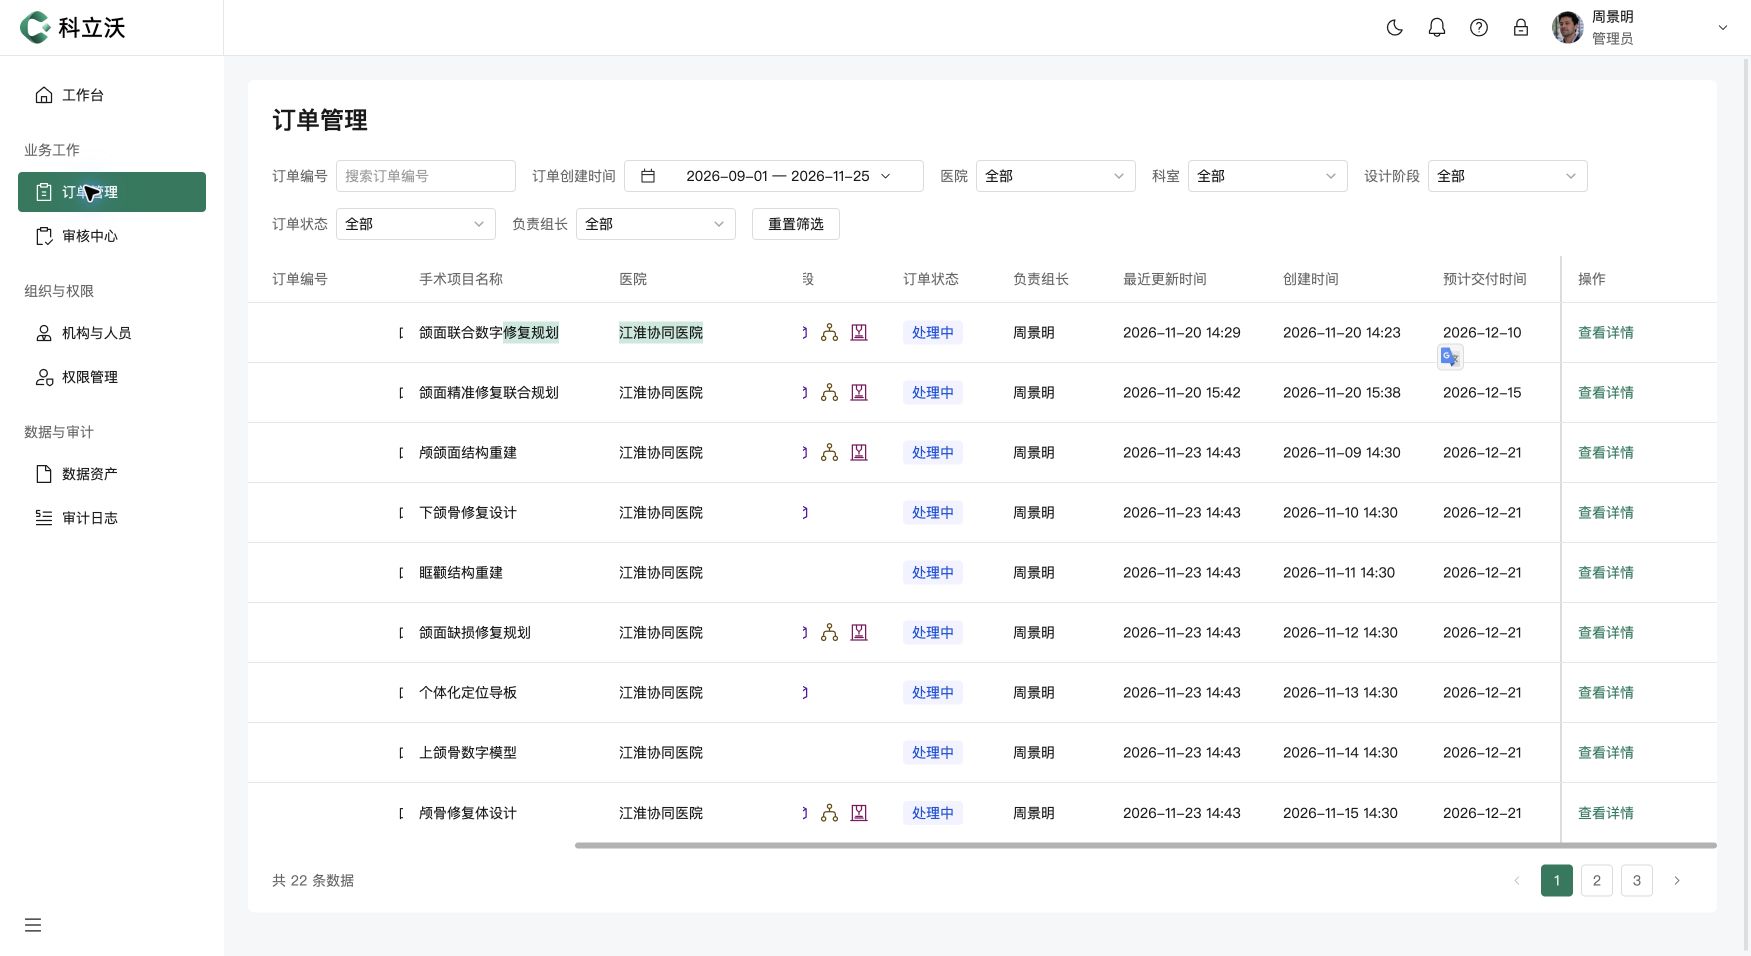 科立沃
周景明
管理员
工作台
业务工作
订单管理
审核中心
组织与权限
机构与人员
权限管理
数据与审计
数据资产
审计日志
订单管理
订单编号 搜索订单编号 订单创建时间 2026-09-01 — 2026-11-25 医院 全部 科室 全部 设计阶段 全部
订单状态 全部 负责组长 全部 重置筛选
订单编号 手术项目名称 医院 段 订单状态 负责组长 最近更新时间 创建时间 预计交付时间 操作
颌面联合数字修复规划 江淮协同医院 处理中 周景明 2026-11-20 14:29 2026-11-20 14:23 2026-12-10 查看详情
颌面精准修复联合规划 江淮协同医院 处理中 周景明 2026-11-20 15:42 2026-11-20 15:38 2026-12-15 查看详情
颅颌面结构重建 江淮协同医院 处理中 周景明 2026-11-23 14:43 2026-11-09 14:30 2026-12-21 查看详情
下颌骨修复设计 江淮协同医院 处理中 周景明 2026-11-23 14:43 2026-11-10 14:30 2026-12-21 查看详情
眶颧结构重建 江淮协同医院 处理中 周景明 2026-11-23 14:43 2026-11-11 14:30 2026-12-21 查看详情
颌面缺损修复规划 江淮协同医院 处理中 周景明 2026-11-23 14:43 2026-11-12 14:30 2026-12-21 查看详情
个体化定位导板 江淮协同医院 处理中 周景明 2026-11-23 14:43 2026-11-13 14:30 2026-12-21 查看详情
上颌骨数字模型 江淮协同医院 处理中 周景明 2026-11-23 14:43 2026-11-14 14:30 2026-12-21 查看详情
颅骨修复体设计 江淮协同医院 处理中 周景明 2026-11-23 14:43 2026-11-15 14:30 2026-12-21 查看详情
共 22 条数据 1 2 3